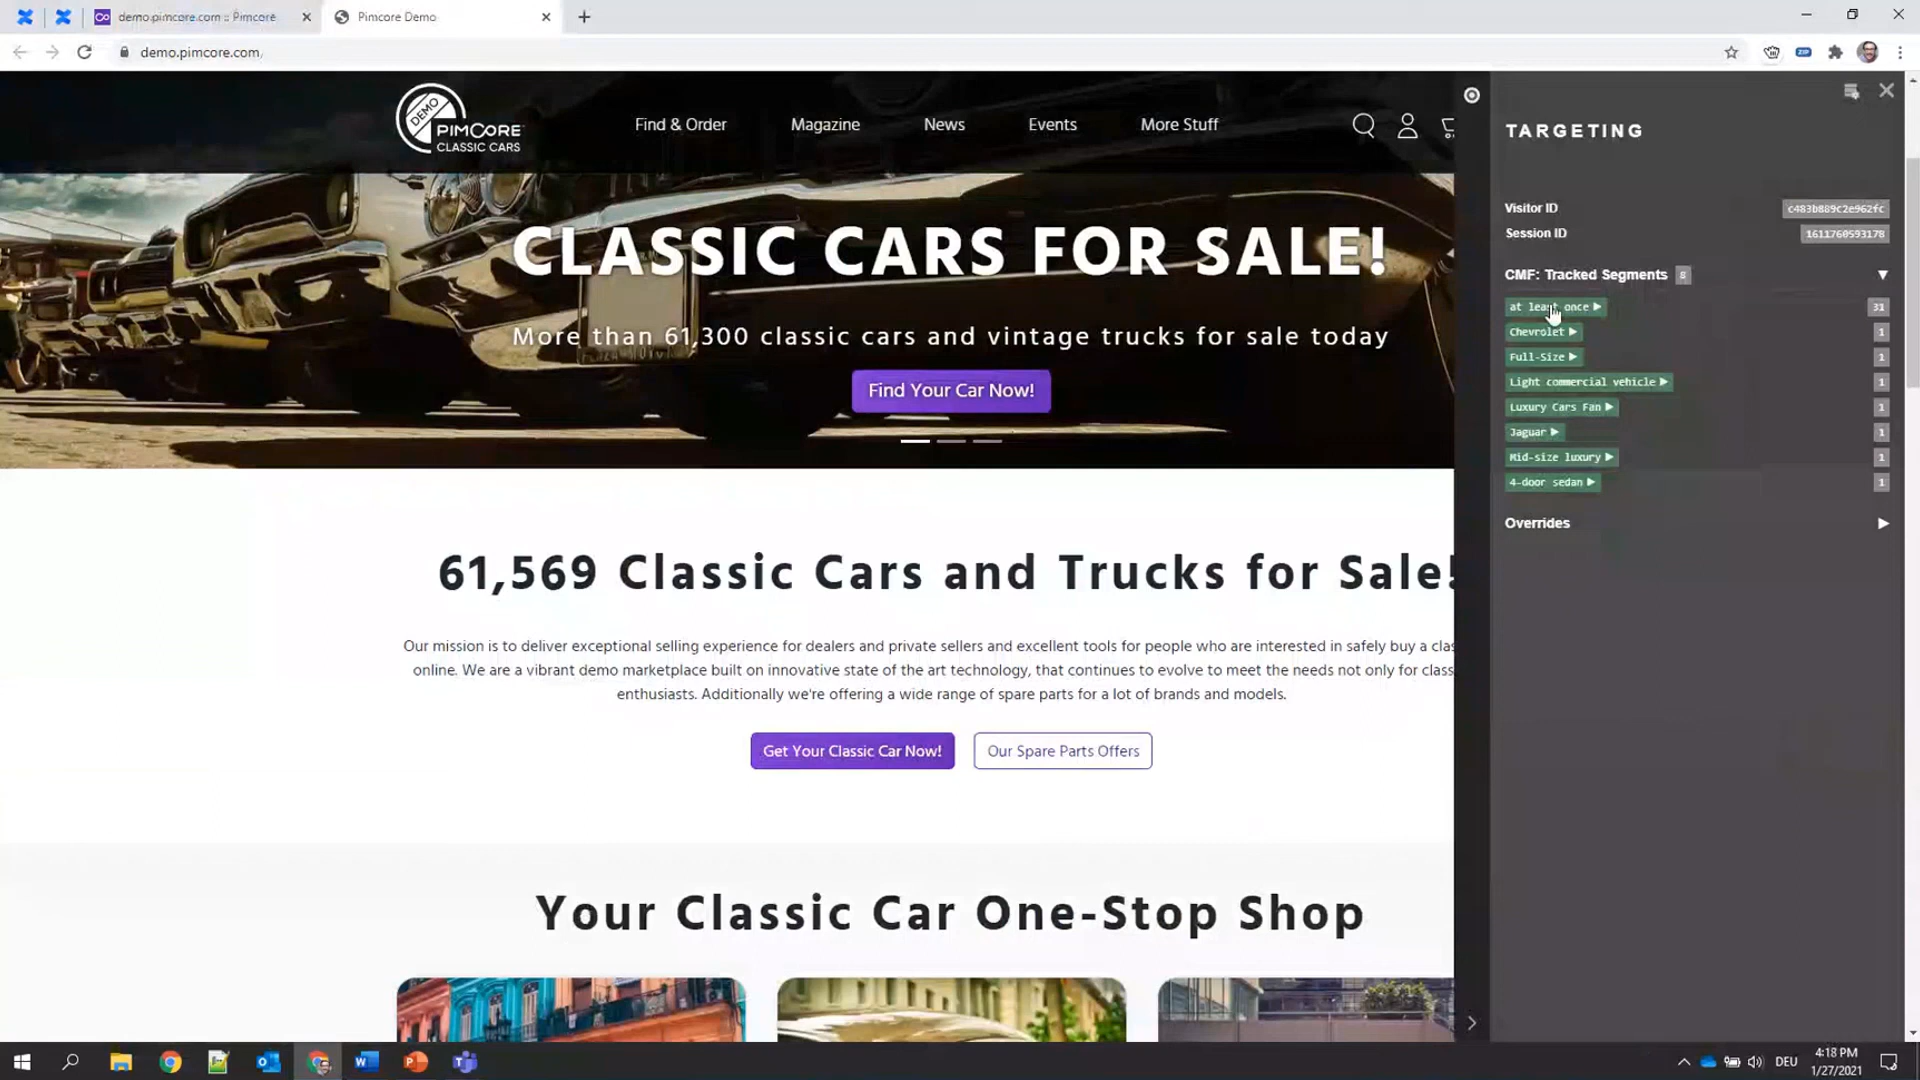 demo.pimcore.com :: Pimcore
Pimcore Demo
demo.pimcore.com
ZIP
DEMO
PIMCORE
CLASSIC CARS
Find & Order
Magazine
News
Events
More Stuff
CLASSIC CARS FOR SALE!
More than 61,300 classic cars and vintage trucks for sale today
Find Your Car Now!
61,569 Classic Cars and Trucks for Sale!
Our mission is to deliver exceptional selling experience for dealers and private sellers and excellent tools for people who are interested in safely buy a clas
online. We are a vibrant demo marketplace built on innovative state of the art technology, that continues to evolve to meet the needs not only for class
enthusiasts. Additionally we're offering a wide range of spare parts for a lot of brands and models.
Get Your Classic Car Now!
Our Spare Parts Offers
Your Classic Car One-Stop Shop
TARGETING
Visitor ID c483b889c2e962fc
Session ID 1611760593178
CMF: Tracked Segments 8
at least once 31
Chevrolet 1
Full-Size 1
Light commercial vehicle 1
Luxury Cars Fan 1
Jaguar 1
Mid-size luxury 1
4-door sedan 1
Overrides
DEU
4:18 PM
1/27/2021